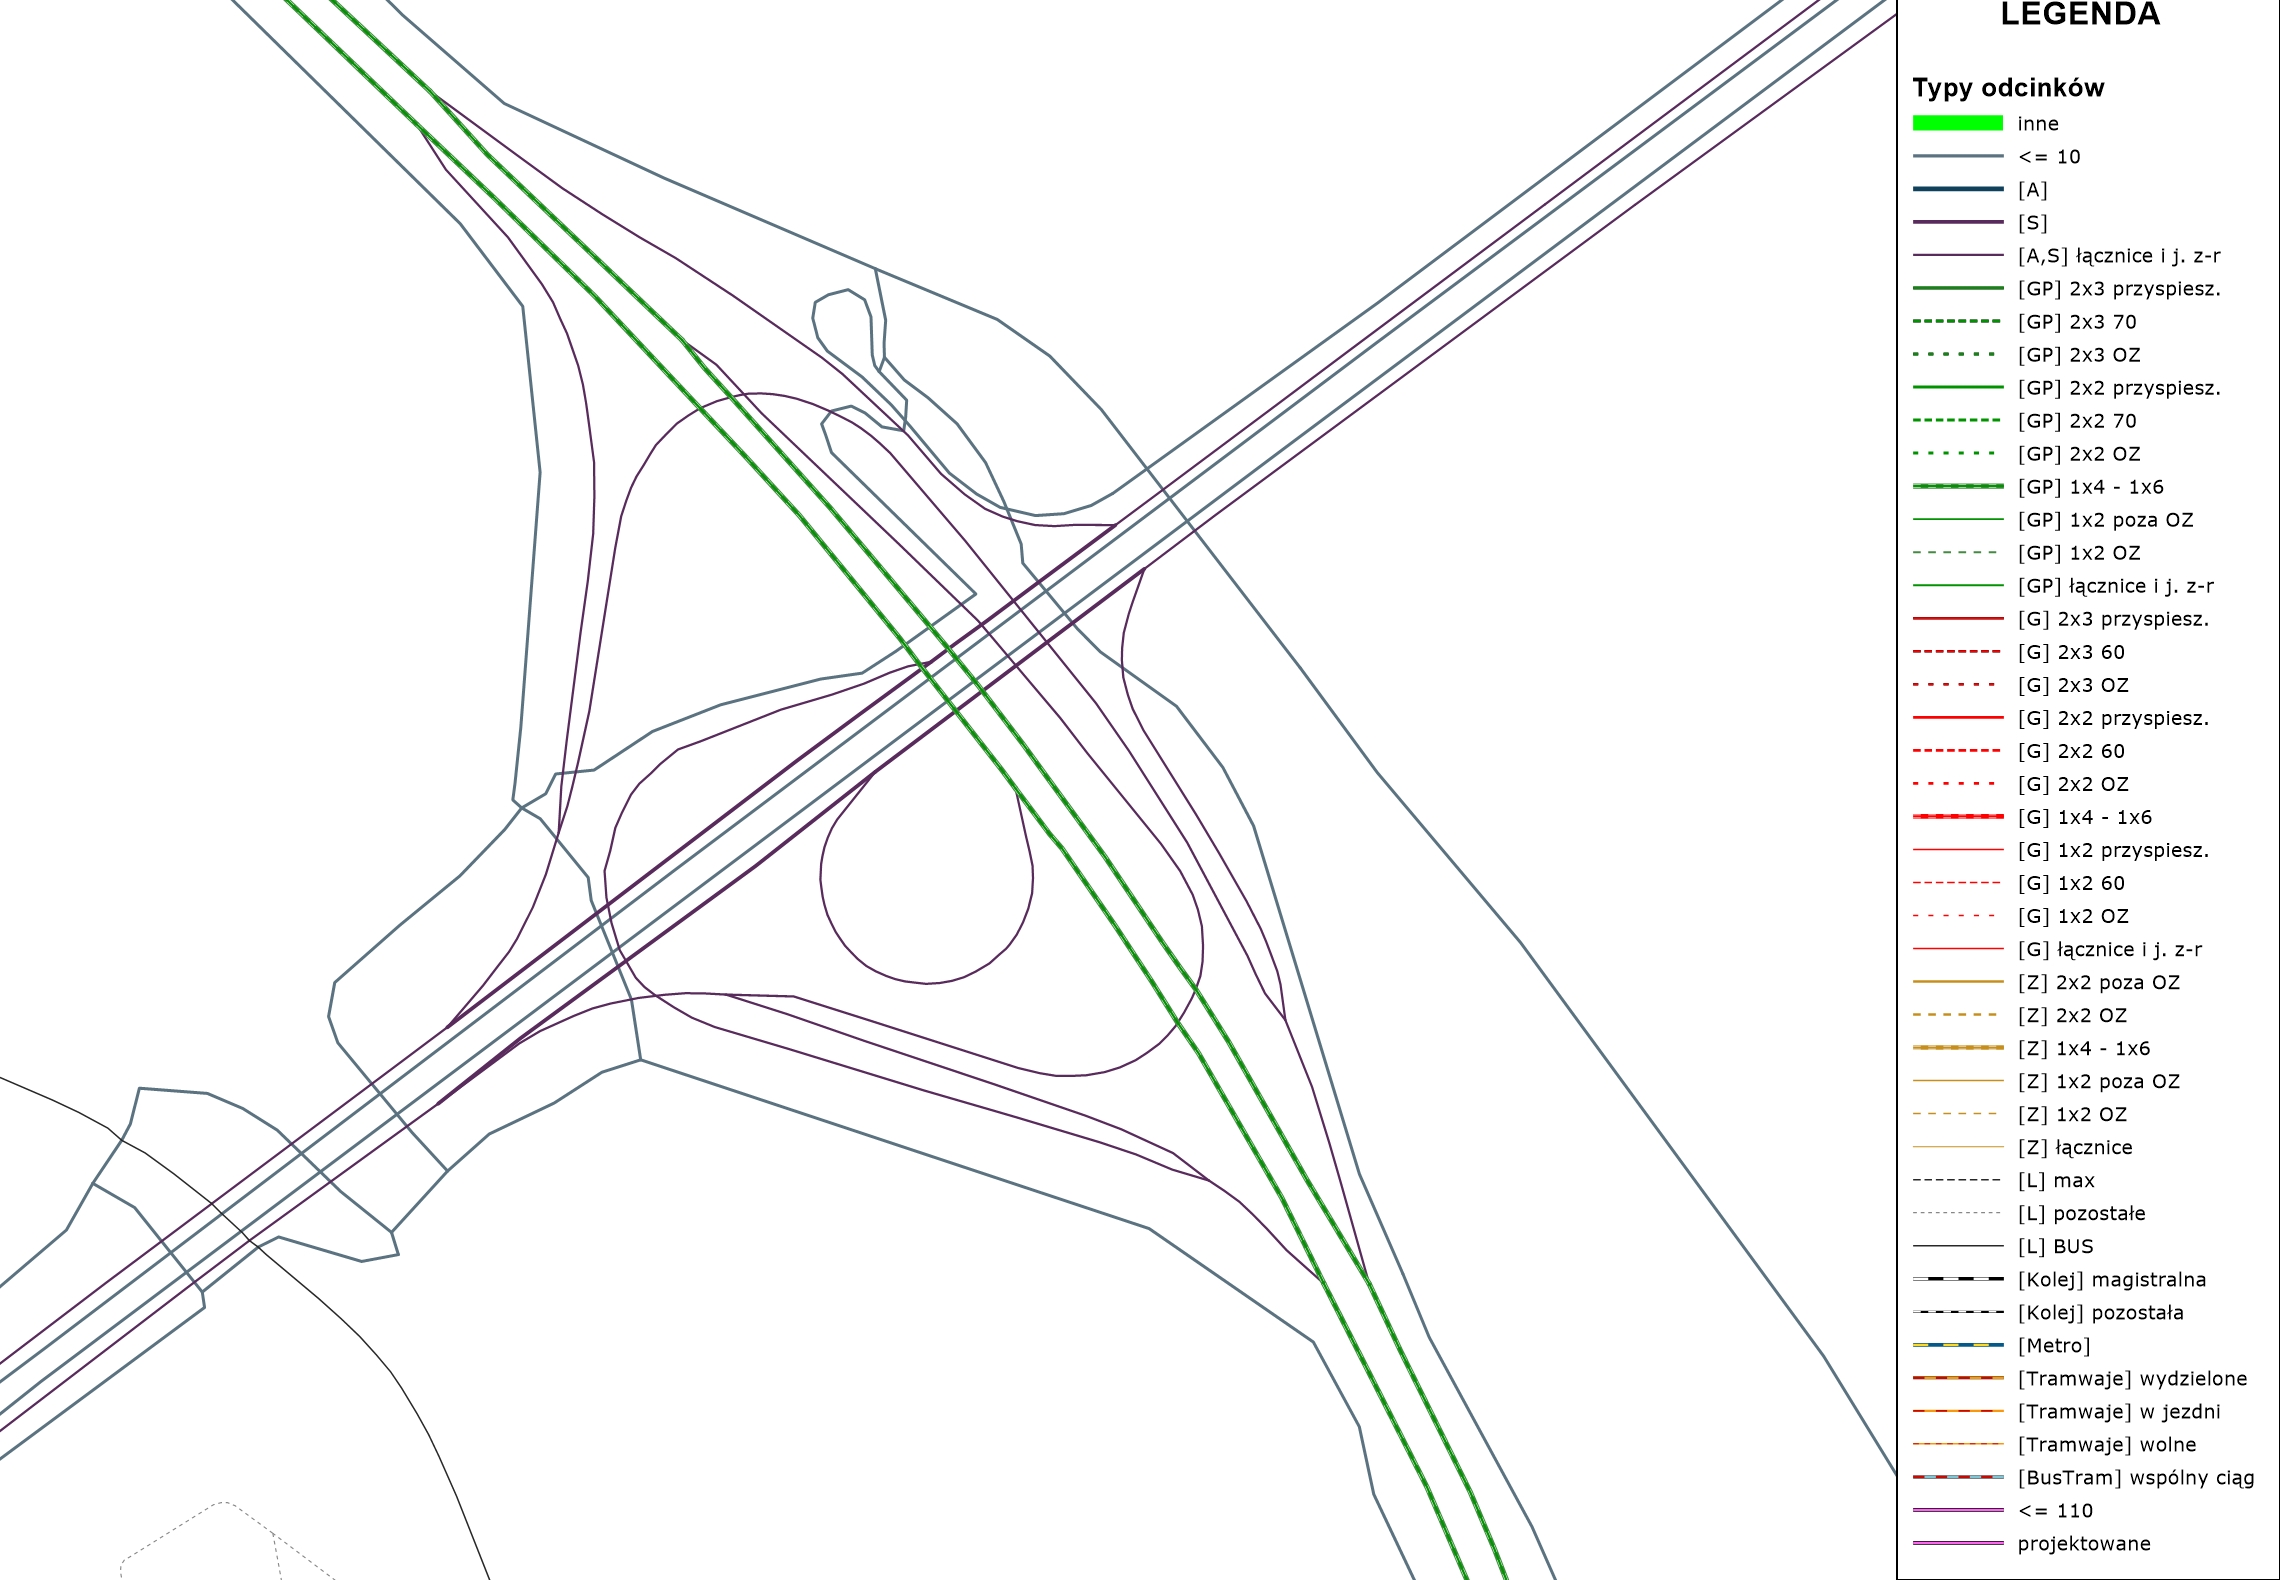 LEGENDA
Typy odcinków
inne
<= 10
[A]
[S]
[A,S] łącznice i j. z-r
[GP] 2x3 przyspiesz.
[GP] 2x3 70
[GP] 2x3 OZ
[GP] 2x2 przyspiesz.
[GP] 2x2 70
[GP] 2x2 OZ
[GP] 1x4 - 1x6
[GP] 1x2 poza OZ
[GP] 1x2 OZ
[GP] łącznice i j. z-r
[G] 2x3 przyspiesz.
[G] 2x3 60
[G] 2x3 OZ
[G] 2x2 przyspiesz.
[G] 2x2 60
[G] 2x2 OZ
[G] 1x4 - 1x6
[G] 1x2 przyspiesz.
[G] 1x2 60
[G] 1x2 OZ
[G] łącznice i j. z-r
[Z] 2x2 poza OZ
[Z] 2x2 OZ
[Z] 1x4 - 1x6
[Z] 1x2 poza OZ
[Z] 1x2 OZ
[Z] łącznice
[L] max
[L] pozostałe
[L] BUS
[Kolej] magistralna
[Kolej] pozostała
[Metro]
[Tramwaje] wydzielone
[Tramwaje] w jezdni
[Tramwaje] wolne
[BusTram] wspólny ciąg
<= 110
projektowane